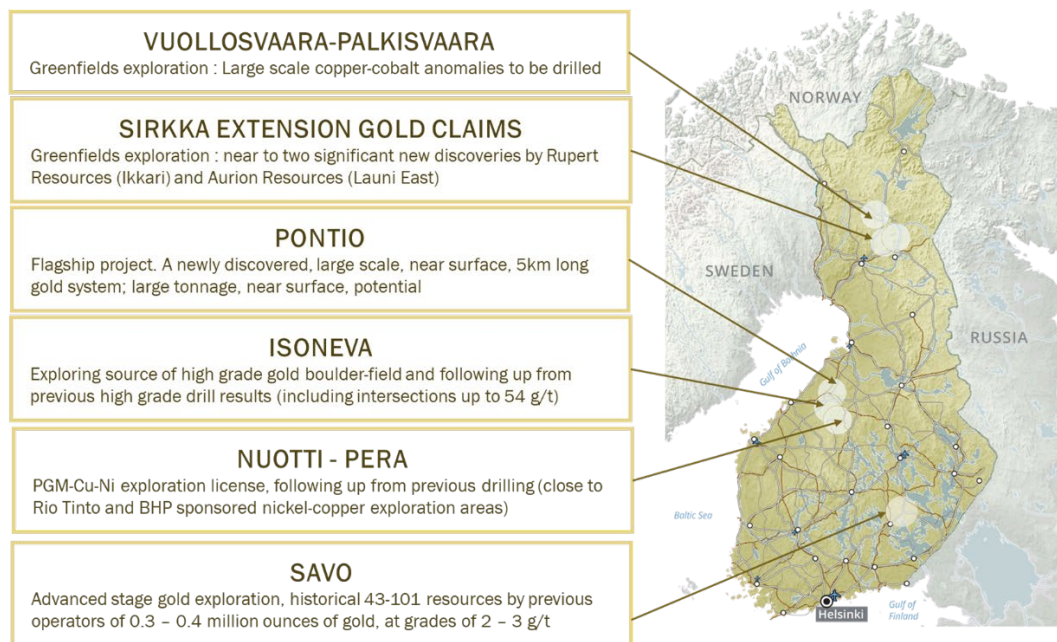 VUOLLOSVAARA-PALKISVAARA
Greenfields exploration : Large scale copper-cobalt anomalies to be drilled
SIRKKA EXTENSION GOLD CLAIMS
Greenfields exploration : near to two significant new discoveries by Rupert
Resources (Ikkari) and Aurion Resources (Launi East)
PONTIO
Flagship project. A newly discovered, large scale, near surface, 5km long
gold system; large tonnage, near surface, potential
ISONEVA
Exploring source of high grade gold boulder-field and following up from
previous high grade drill results (including intersections up to 54 g/t)
NUOTTI - PERA
PGM-Cu-Ni exploration license, following up from previous drilling (close to
Rio Tinto and BHP sponsored nickel-copper exploration areas)
SAVO
Advanced stage gold exploration, historical 43-101 resources by previous
operators of 0.3 – 0.4 million ounces of gold, at grades of 2 – 3 g/t
NORWAY
SWEDEN
RUSSIA
Gulf of Bothnia
Baltic Sea
Gulf of
Finland
Helsinki